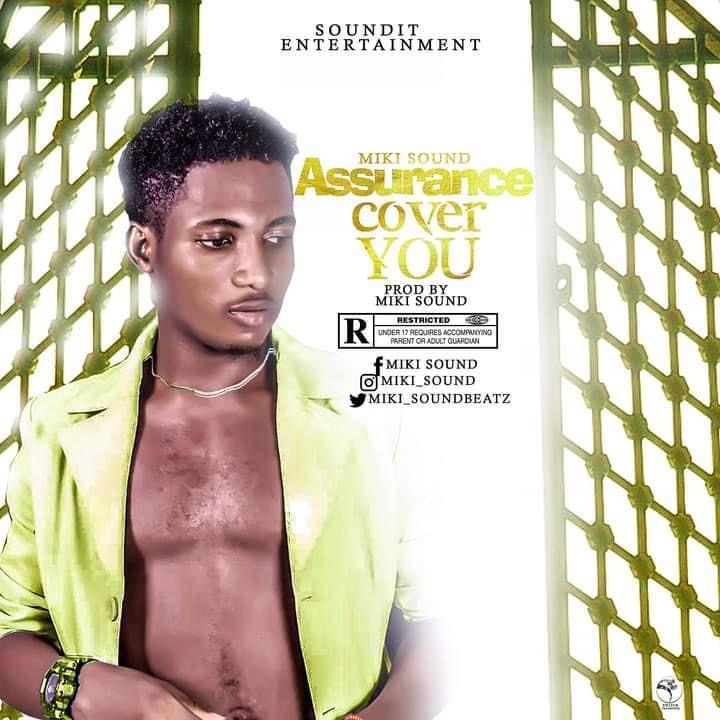 SOUNDIT
ENTERTAINMENT
MIKI SOUND
Assurance
cover
YOU
PROD BY
MIKI SOUND
R
RESTRICTED
UNDER 17 REQUIRES ACCOMPANYING
PARENT OR ADULT GUARDIAN
MIKI SOUND
MIKI_SOUND
MIKI_SOUNDBEATZ